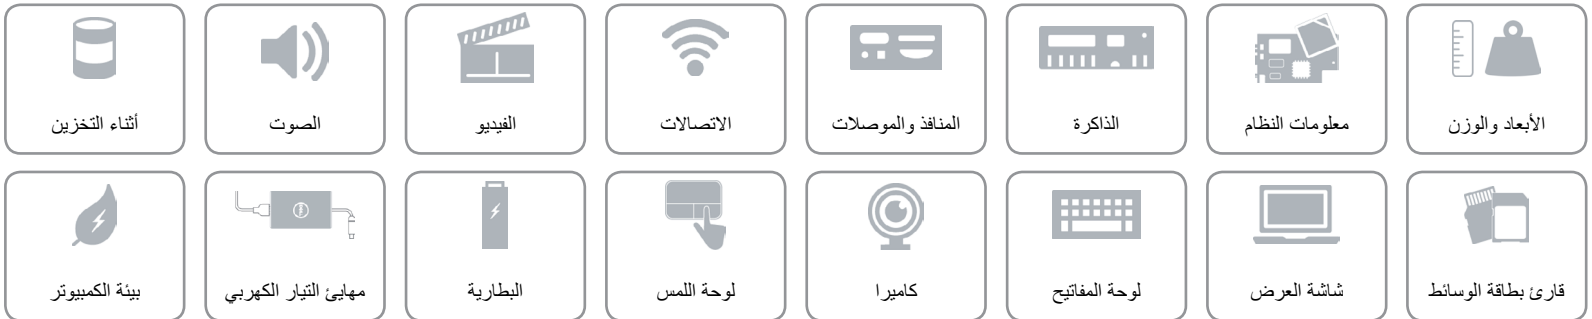 الأبعاد والوزن
معلومات النظام
الذاكرة
المنافذ والموصلات
الاتصالات
الفيديو
الصوت
أثناء التخزين
قارئ بطاقة الوسائط
شاشة العرض
لوحة المفاتيح
كاميرا
لوحة اللمس
البطارية
مهايئ التيار الكهربي
بيئة الكمبيوتر